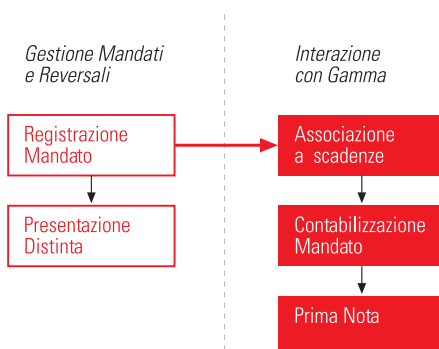 Gestione Mandati
e Reversali
Interazione
con Gamma
Registrazione
Mandato
Associazione
a scadenze
Presentazione
Distinta
Contabilizzazione
Mandato
Prima Nota